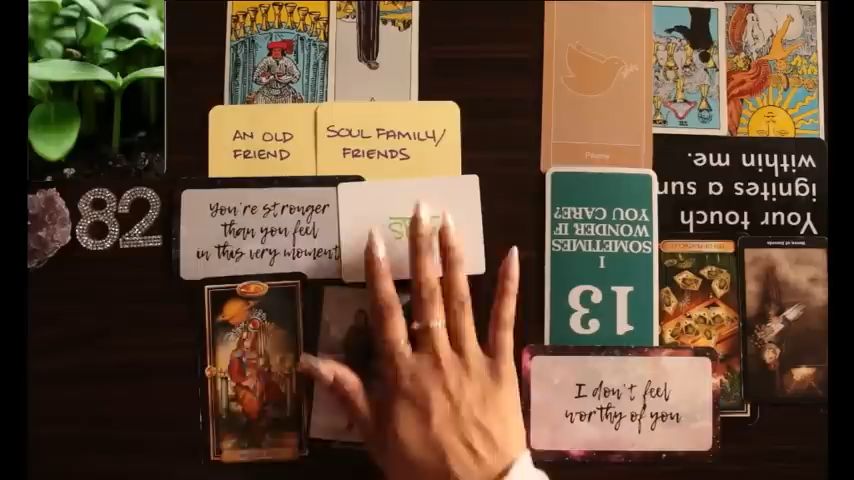 AN OLD
FRIEND
SOUL FAMILY/
FRIENDS
You're stronger
than you feel
in this very moment
82
Peace
Your touch
ignites a sun
within me.
I
SOMETIMES
WONDER IF
YOU CARE?
13
I don't feel
worthy of you